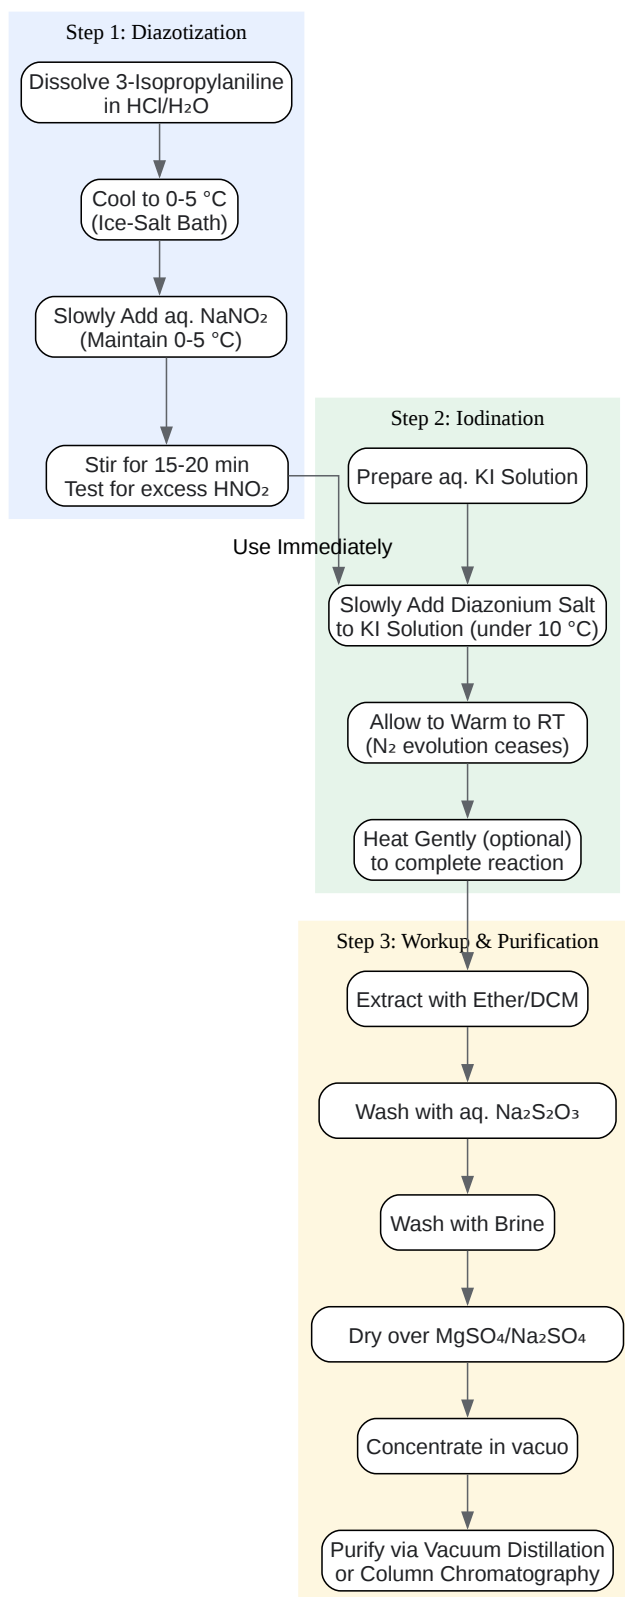 Step 1: Diazotization
Dissolve 3-Isopropylaniline
in HCl/H₂O
Cool to 0-5 °C
(Ice-Salt Bath)
Slowly Add aq. NaNO₂
(Maintain 0-5 °C)
Stir for 15-20 min
Test for excess HNO₂
Use Immediately
Step 2: Iodination
Prepare aq. KI Solution
Slowly Add Diazonium Salt
to KI Solution (under 10 °C)
Allow to Warm to RT
(N₂ evolution ceases)
Heat Gently (optional)
to complete reaction
Step 3: Workup & Purification
Extract with Ether/DCM
Wash with aq. Na₂S₂O₃
Wash with Brine
Dry over MgSO₄/Na₂SO₄
Concentrate in vacuo
Purify via Vacuum Distillation
or Column Chromatography